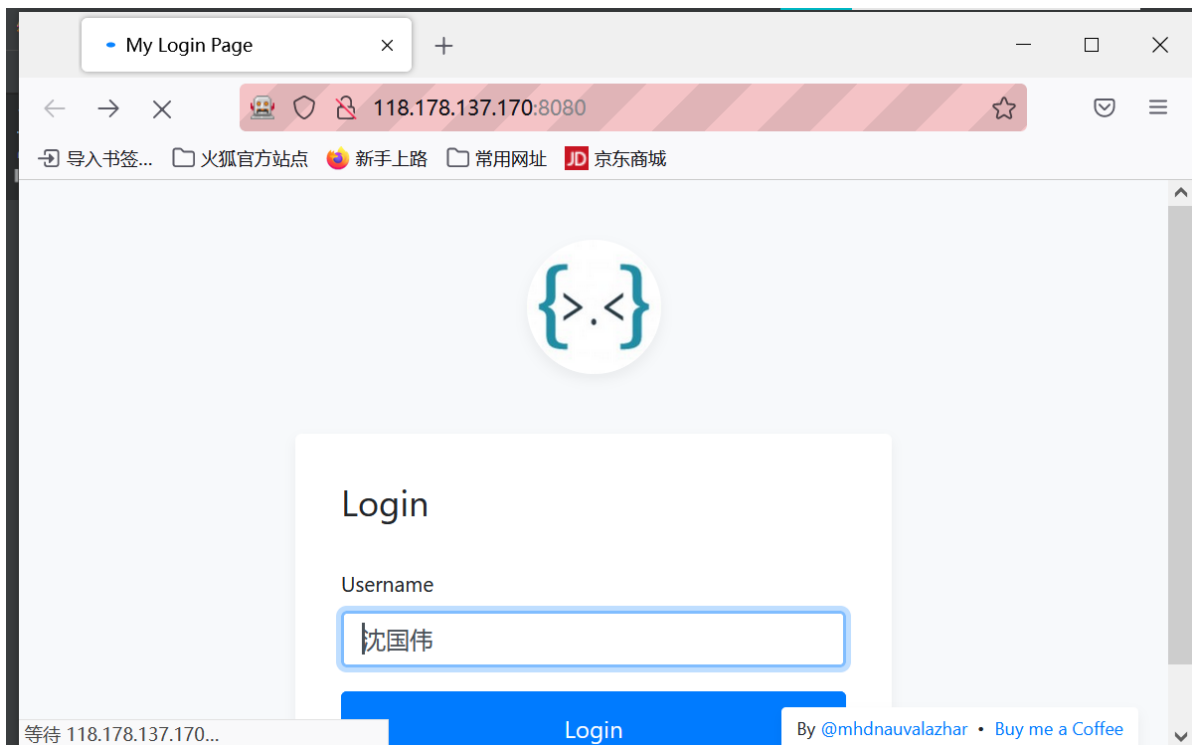 My Login Page
118.178.137.170:8080
导入书签... 火狐官方站点 新手上路 常用网址 JD 京东商城
{>.<}
Login
Username
沈国伟
Login
等待 118.178.137.170...
By @mhdnauvalazhar • Buy me a Coffee